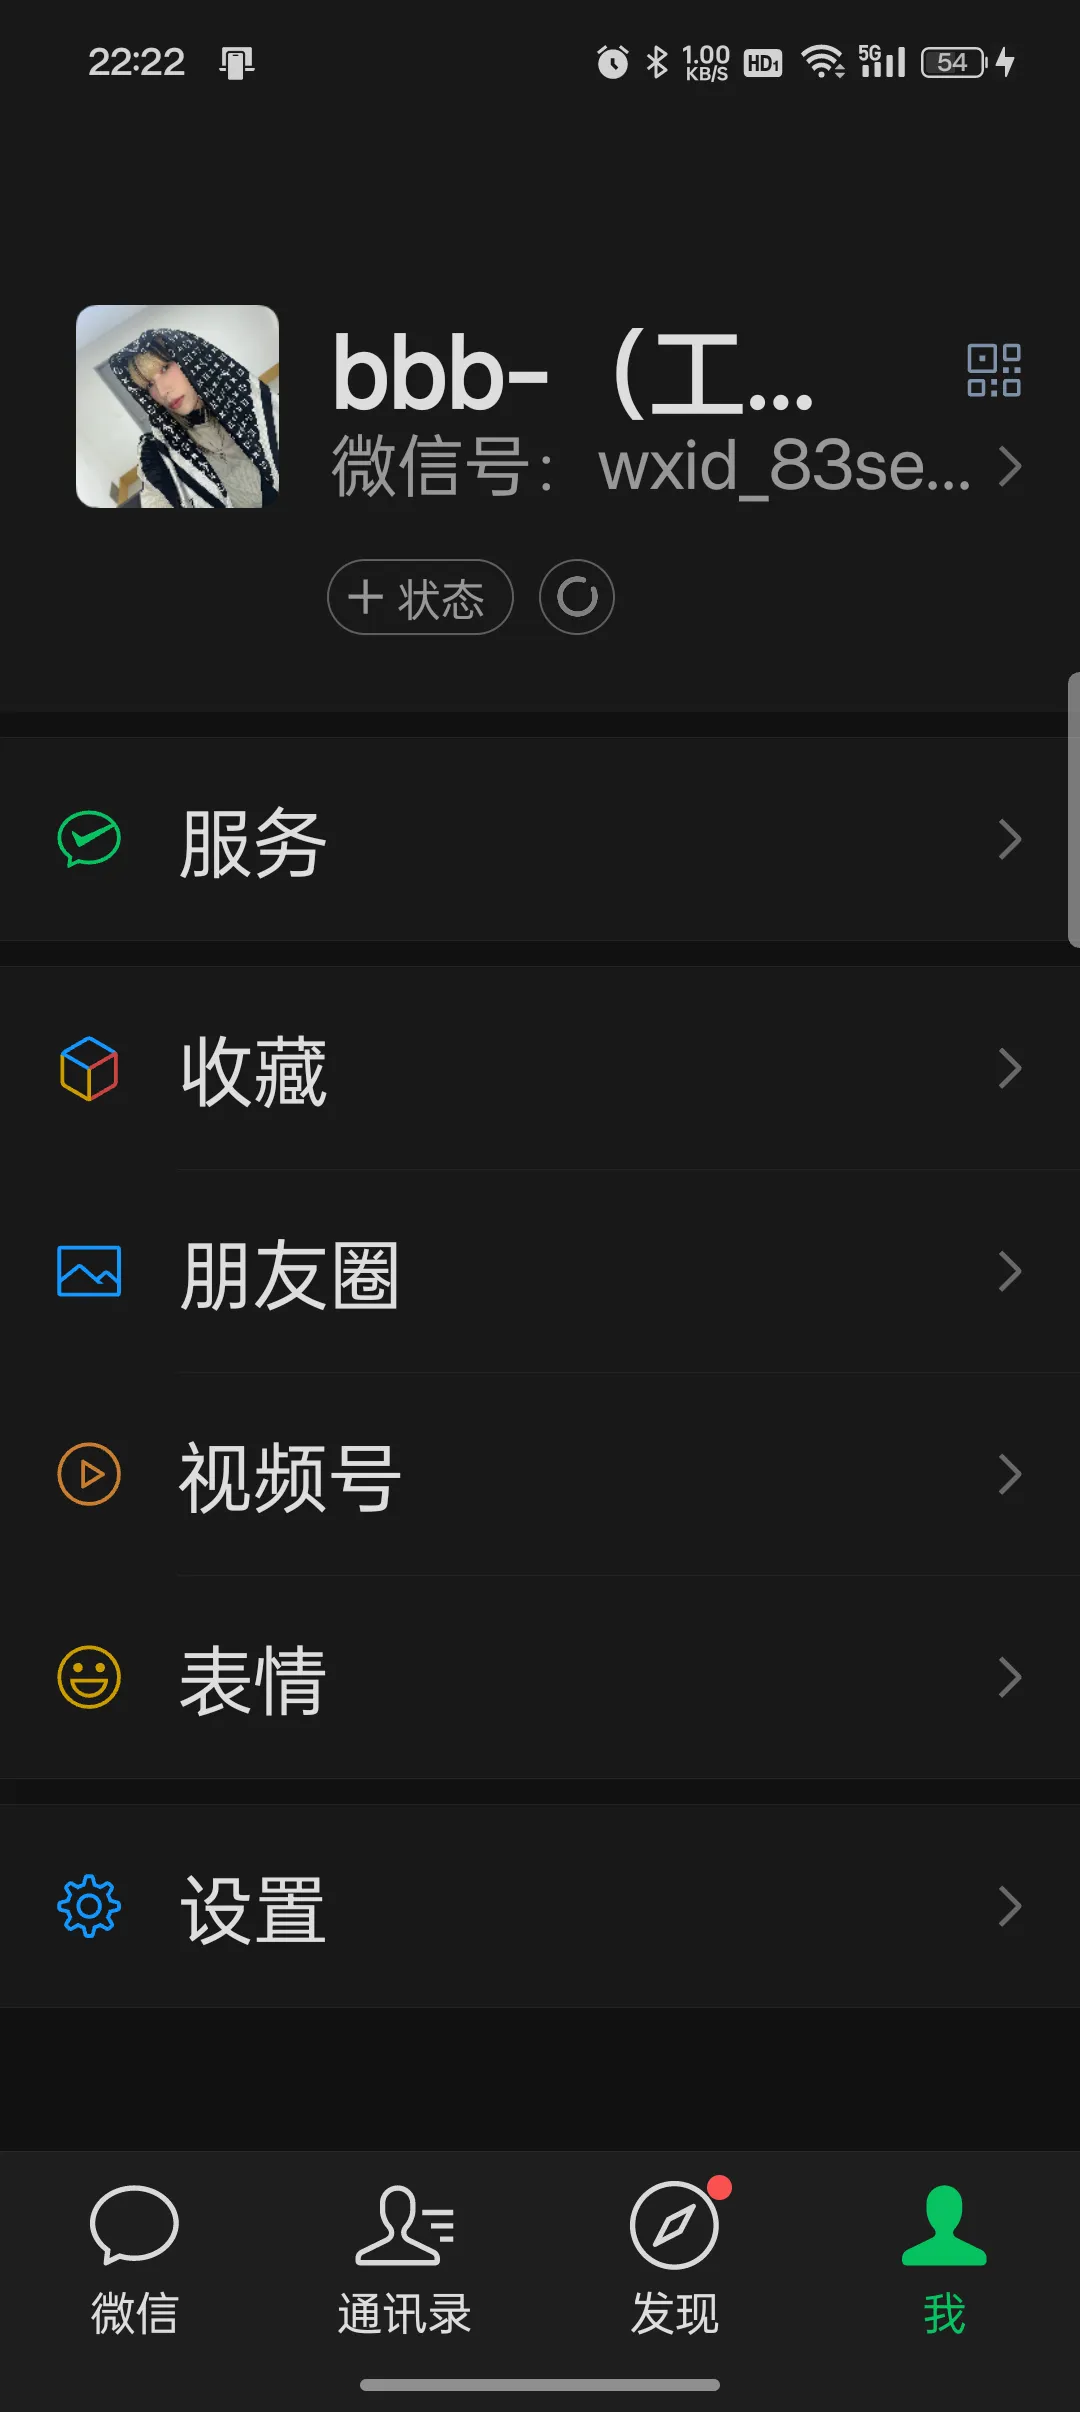 22:22
1.00 KB/S HD1 5G 54
bbb-（工...
微信号：wxid_83se...
+ 状态
服务
收藏
朋友圈
视频号
表情
设置
微信 通讯录 发现 我